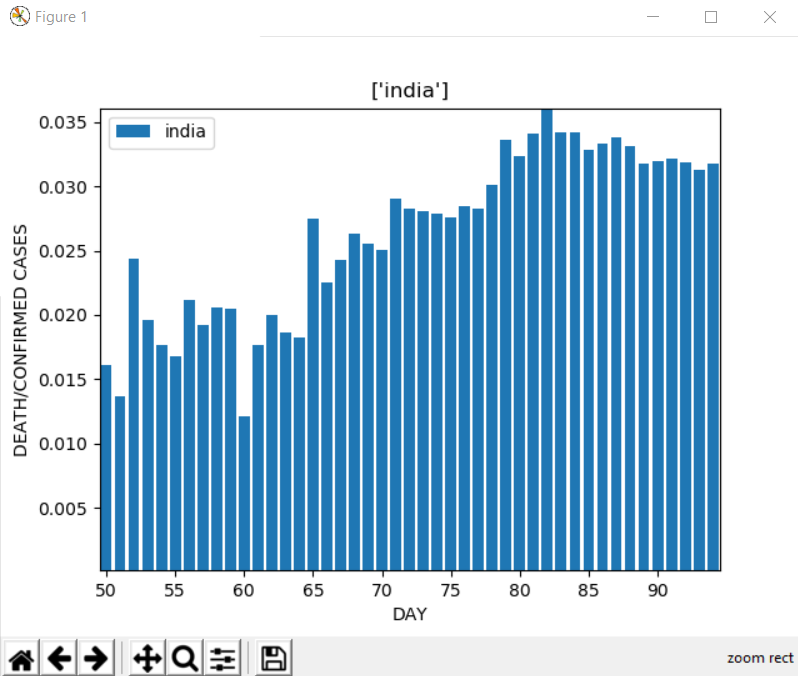 Figure 1
['india']
india
DEATH/CONFIRMED CASES
0.035
0.030
0.025
0.020
0.015
0.010
0.005
50 55 60 65 70 75 80 85 90
DAY
zoom rect